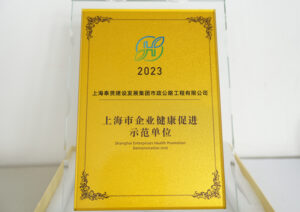 2023
上海奉贤建设发展集团市政公路工程有限公司
上海市企业健康促进
示范单位
Shanghai Enterprises Health Promotion
Demonstration Unit